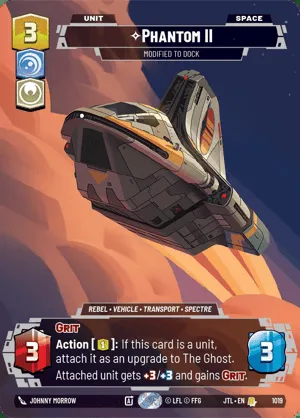 UNIT
SPACE
3
✧PHANTOM II
MODIFIED TO DOCK
REBEL • VEHICLE • TRANSPORT • SPECTRE
GRIT
Action [1]: If this card is a unit,
attach it as an upgrade to The Ghost.
Attached unit gets +3/+3 and gains GRIT.
3
3
JOHNNY MORROW
© LFL © FFG
JTL • EN
1019